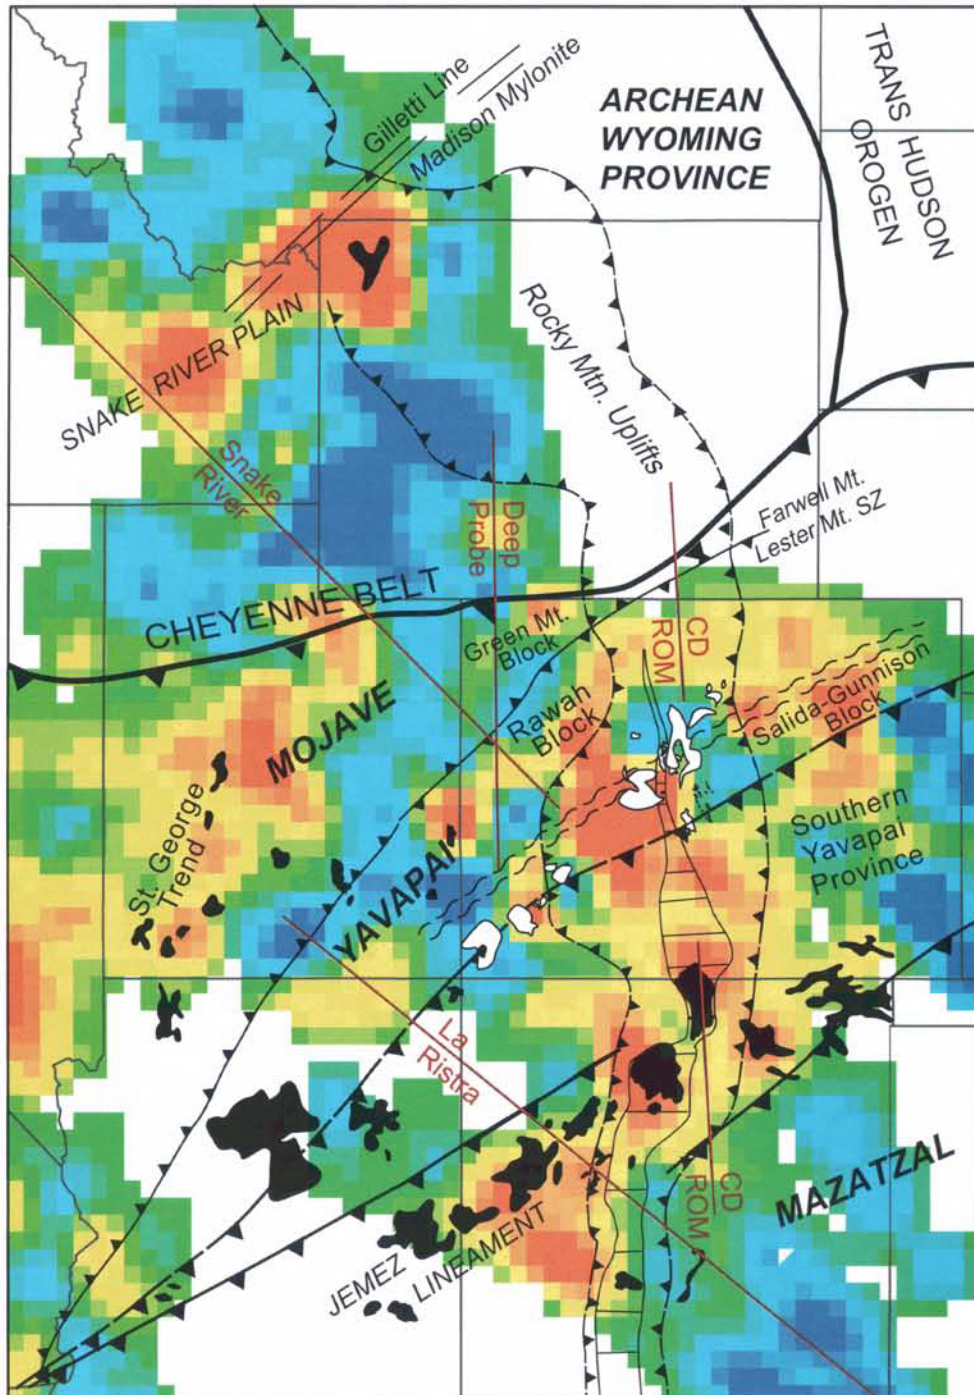 Gilletti Line
Madison Mylonite
ARCHEAN
WYOMING
PROVINCE
TRANS HUDSON
OROGEN
Y
SNAKE RIVER PLAIN
Rocky Mtn. Uplifts
Snake
River
Deep
Probe
Farwell Mt.
Lester Mt. SZ
CHEYENNE BELT
Green Mt.
Block
CD
ROM
MOJAVE
Rawah
Block
Salida-Gunnison
Block
St. George
Trend
YAVAPAI
Southern
Yavapai
Province
La
Ristra
CD
ROM
MAZATZAL
JEMEZ
LINEAMENT